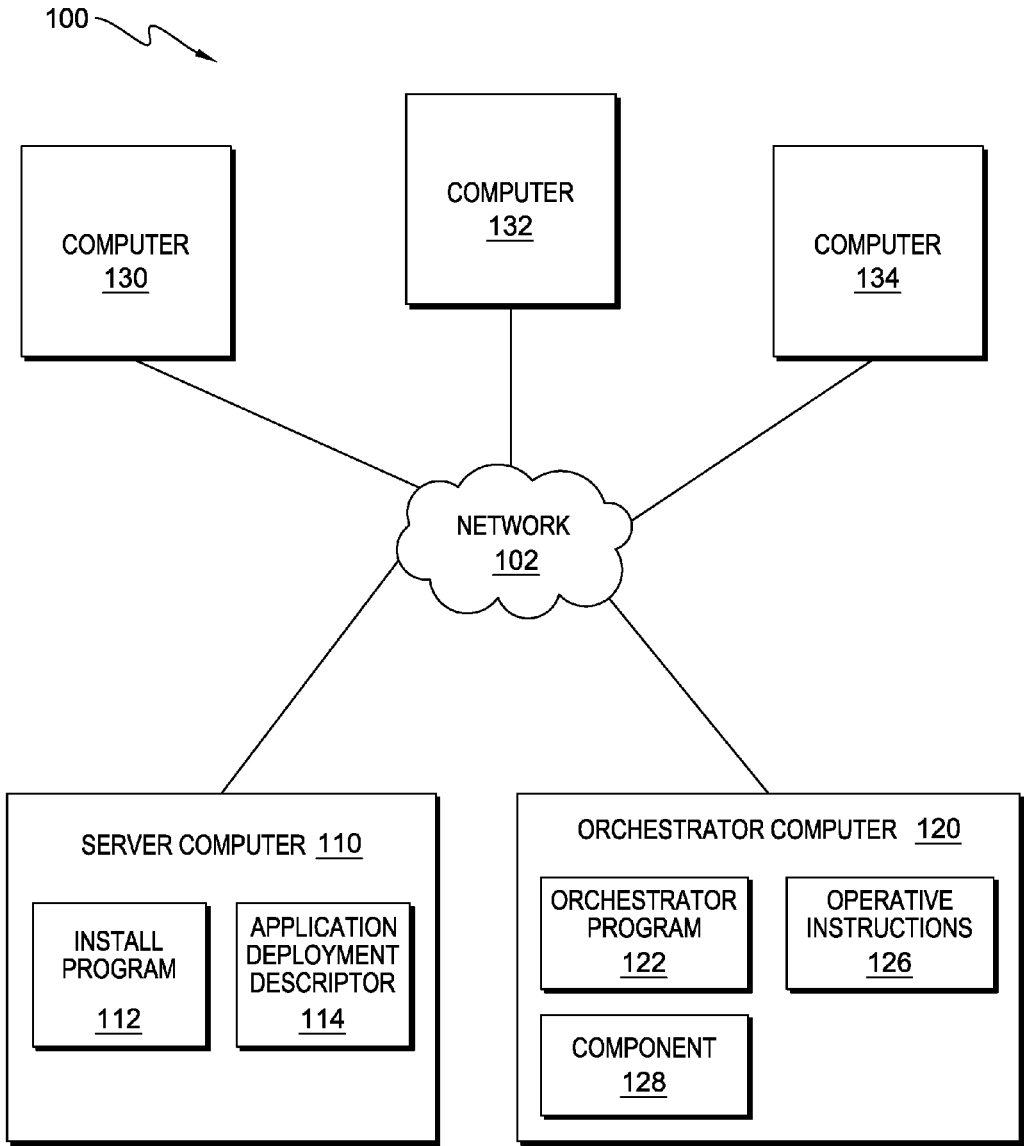 100
COMPUTER
132
COMPUTER
130
COMPUTER
134
NETWORK
102
SERVER COMPUTER 110
INSTALL
PROGRAM
112
APPLICATION
DEPLOYMENT
DESCRIPTOR
114
ORCHESTRATOR COMPUTER 120
ORCHESTRATOR
PROGRAM
122
OPERATIVE
INSTRUCTIONS
126
COMPONENT
128